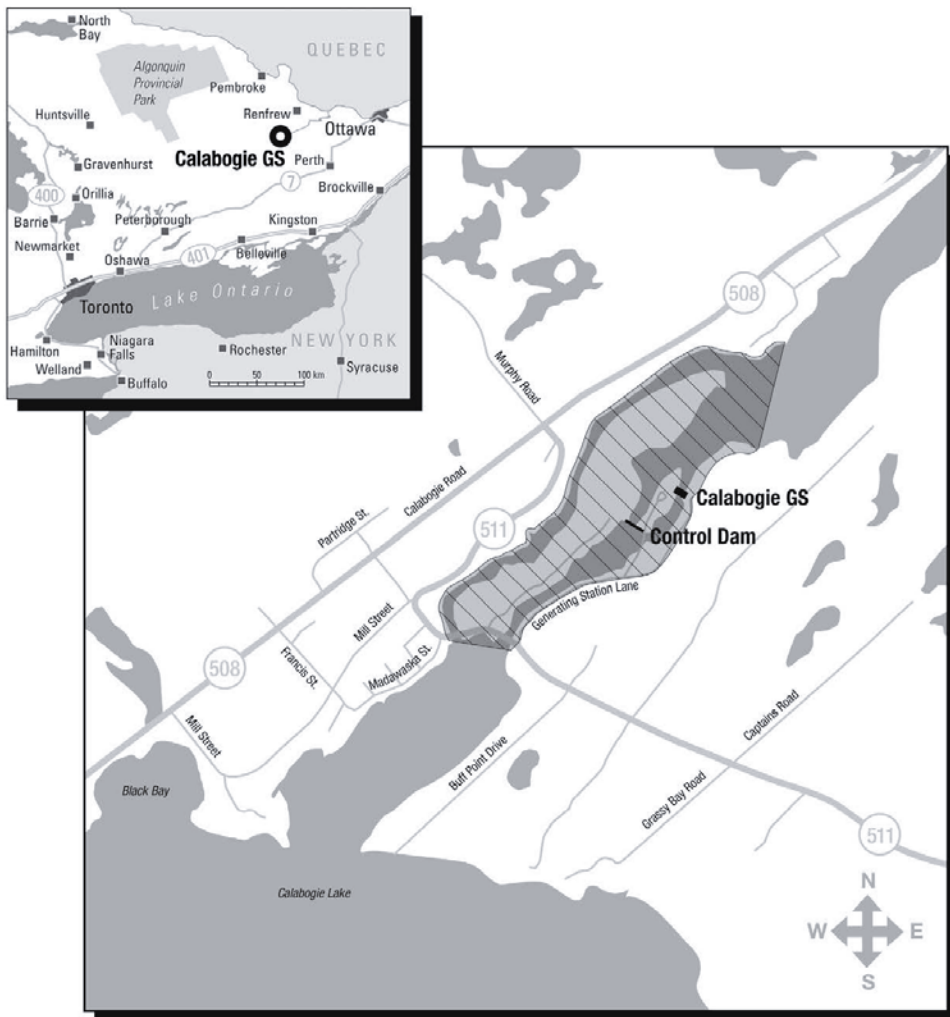 North
Bay
QUEBEC
Algonquin
Provincial
Park
Pembroke
Huntsville
Renfrew
Ottawa
Calabogie GS
Gravenhurst
Perth
7
400
Orillia
Brockville
Barrie
Peterborough
Kingston
Newmarket
401
Belleville
Oshawa
Lake Ontario
Toronto
NEW YORK
Hamilton
Niagara
Falls
Rochester
Welland
Syracuse
Buffalo
0 50 100 km
508
Murphy Road
Calabogie Road
Calabogie GS
Partridge St.
511
Control Dam
Generating Station Lane
Mill Street
Francis St.
Madawaska St.
508
Mill Street
Captains Road
Buff Point Drive
Black Bay
Grassy Bay Road
511
Calabogie Lake
N
W E
S